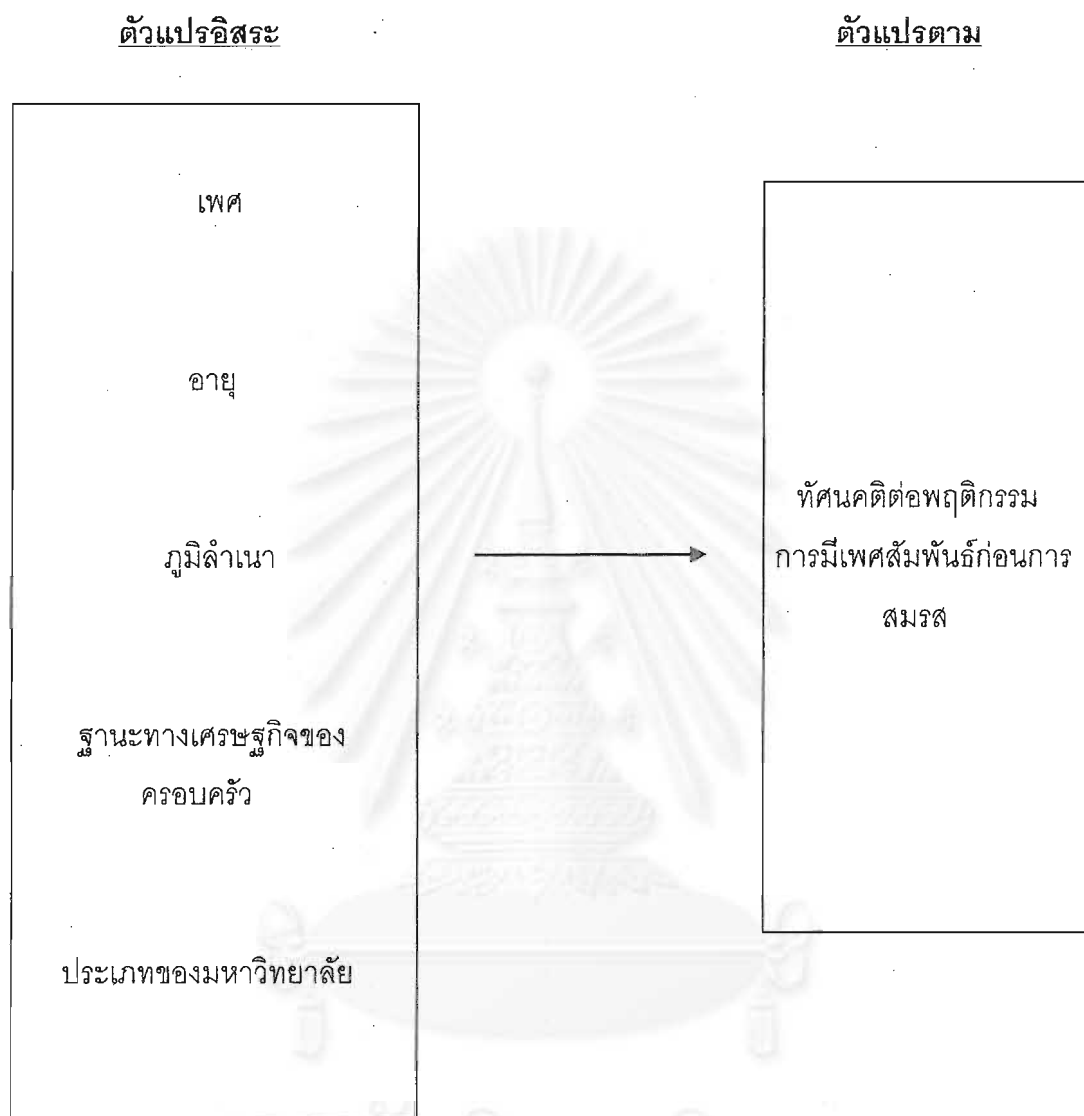 ตัวแปรอิสระ
ตัวแปรตาม
เพศ
อายุ
ภูมิลำเนา
ฐานะทางเศรษฐกิจของ
ครอบครัว
ประเภทของมหาวิทยาลัย
ทัศนคติต่อพฤติกรรม
การมีเพศสัมพันธ์ก่อนการ
สมรส